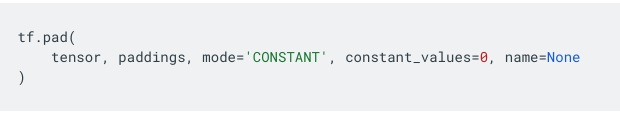 tf.pad(
    tensor, paddings, mode='CONSTANT', constant_values=0, name=None
)